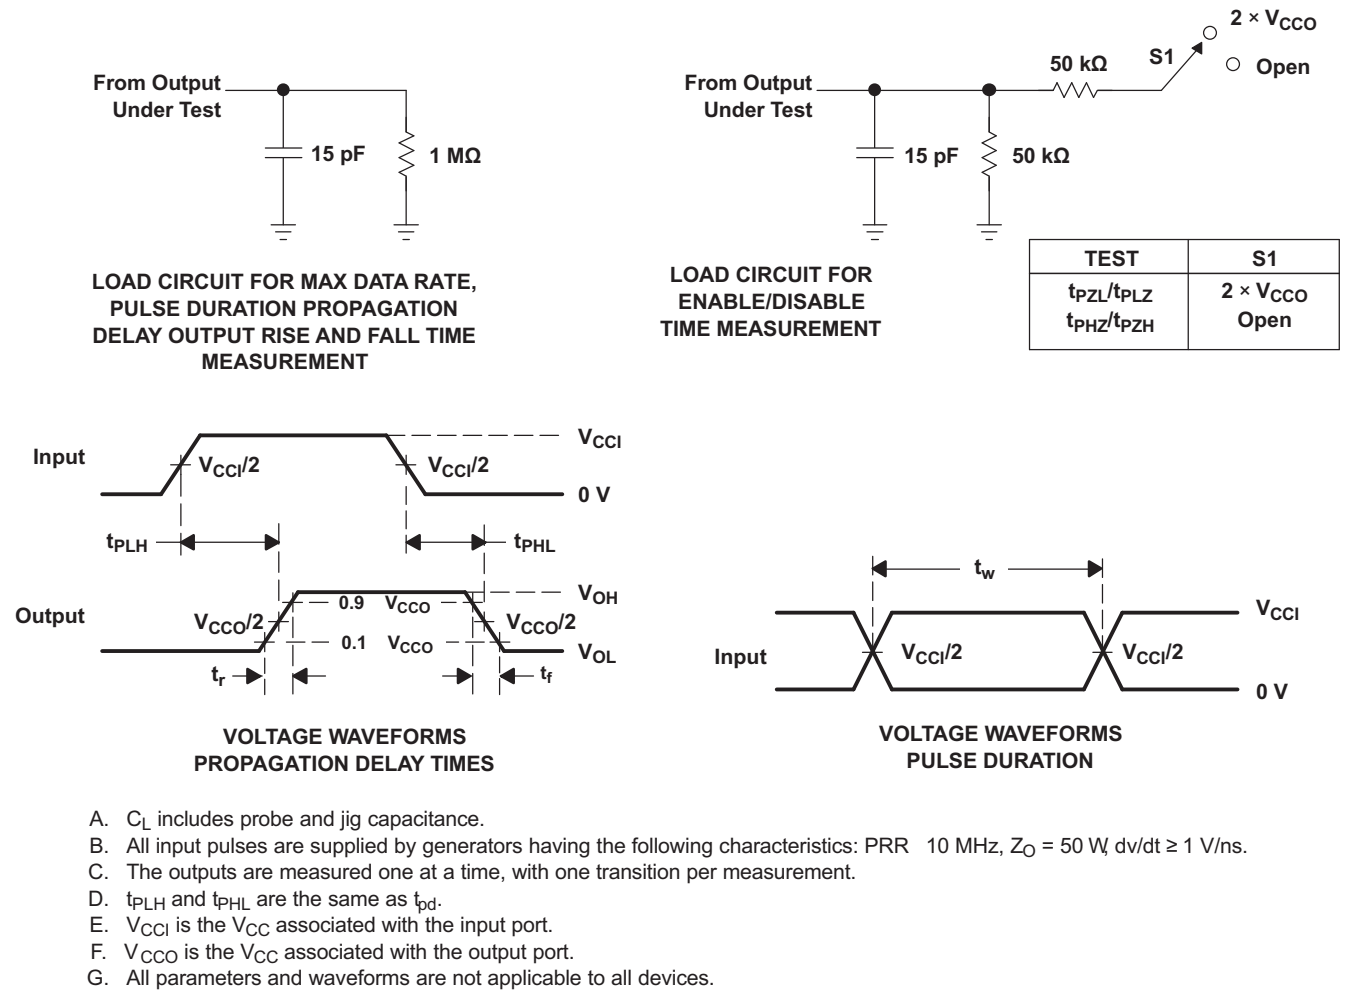 From Output
Under Test
15 pF
1 MΩ
LOAD CIRCUIT FOR MAX DATA RATE,
PULSE DURATION PROPAGATION
DELAY OUTPUT RISE AND FALL TIME
MEASUREMENT
From Output
Under Test
15 pF
50 kΩ
50 kΩ
S1
2 × VCCO
Open
LOAD CIRCUIT FOR
ENABLE/DISABLE
TIME MEASUREMENT
TEST S1
tPZL/tPLZ 2 × VCCO
tPHZ/tPZH Open
Input
VCCI/2
VCCI/2
VCCI
0 V
tPLH
tPHL
Output
VCCO/2
0.9 VCCO
0.1 VCCO
VCCO/2
VOH
VOL
tr
tf
VOLTAGE WAVEFORMS
PROPAGATION DELAY TIMES
tw
Input
VCCI/2
VCCI/2
VCCI
0 V
VOLTAGE WAVEFORMS
PULSE DURATION
A. CL includes probe and jig capacitance.
B. All input pulses are supplied by generators having the following characteristics: PRR 10 MHz, ZO = 50 W, dv/dt ≥ 1 V/ns.
C. The outputs are measured one at a time, with one transition per measurement.
D. tPLH and tPHL are the same as tpd.
E. VCCI is the VCC associated with the input port.
F. VCCO is the VCC associated with the output port.
G. All parameters and waveforms are not applicable to all devices.